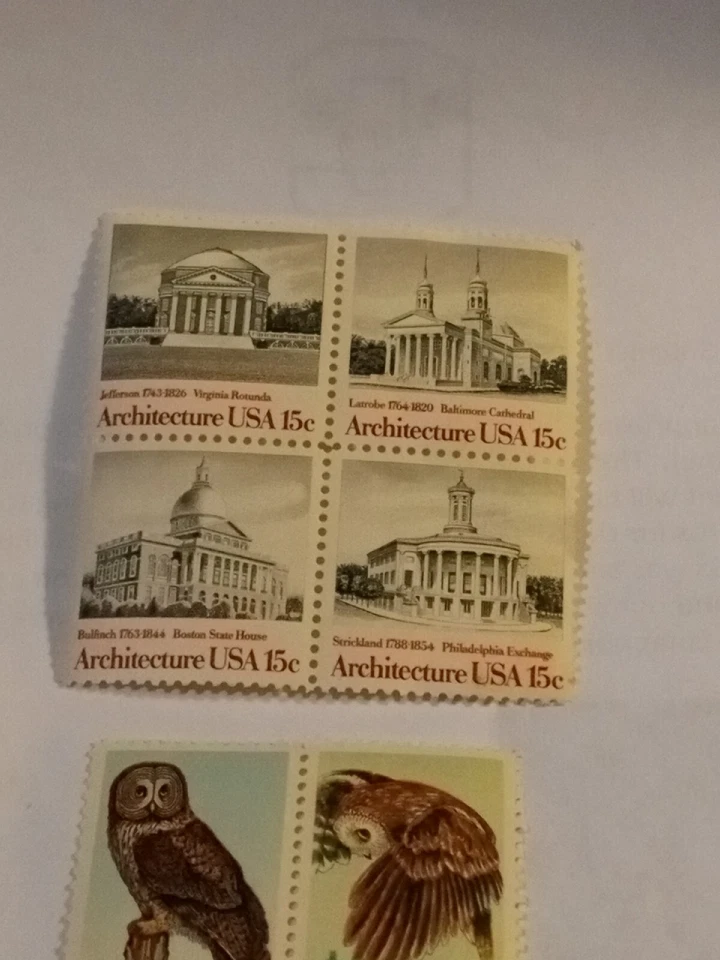 Jefferson 1743-1826 Virginia Rotunda
Architecture USA 15c
Latrobe 1764-1820 Baltimore Cathedral
Architecture USA 15c
Bulfinch 1763-1844 Boston State House
Architecture USA 15c
Strickland 1788-1854 Philadelphia Exchange
Architecture USA 15c